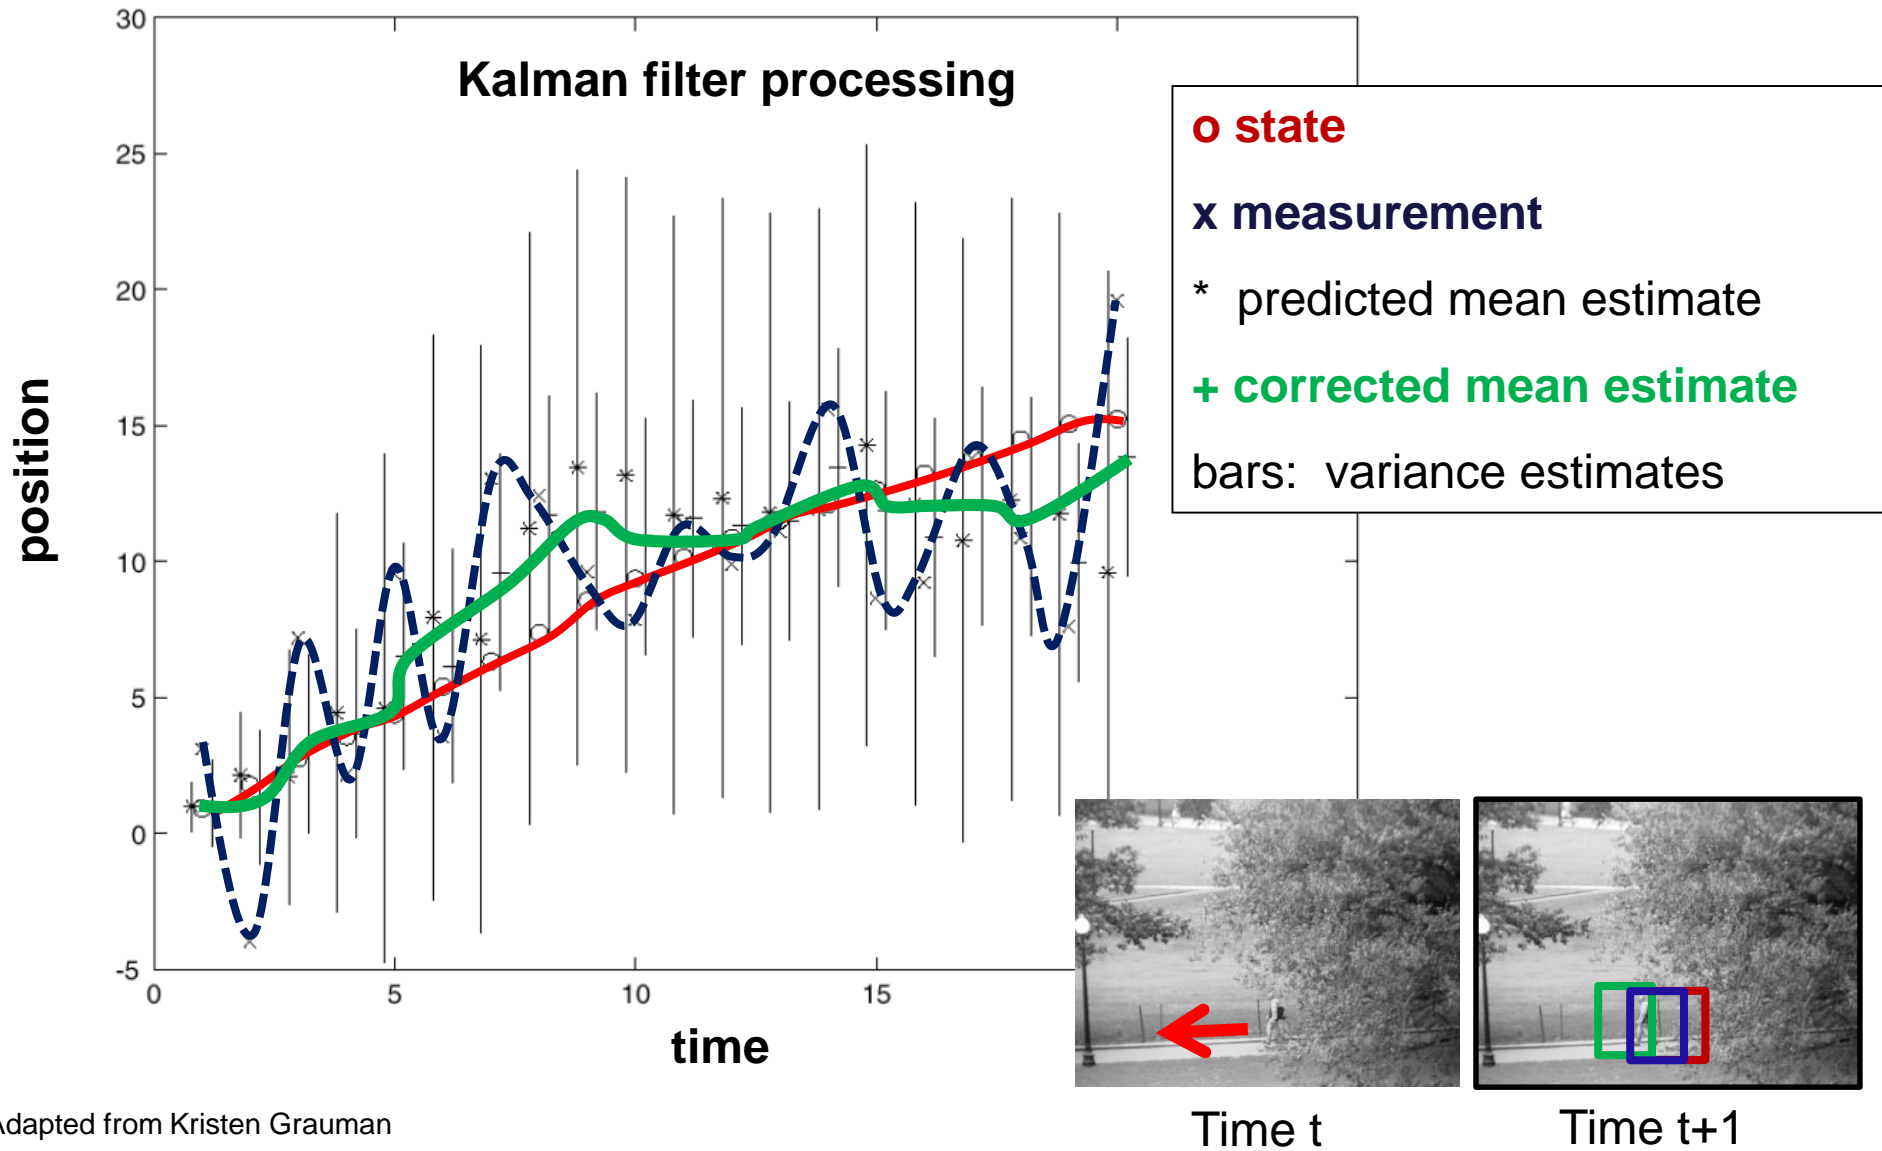 Kalman filter processing
30
25
20
15
10
5
0
-5
0
5
10
15
position
time
o state
x measurement
* predicted mean estimate
+ corrected mean estimate
bars: variance estimates
Time t
Time t+1
Adapted from Kristen Grauman